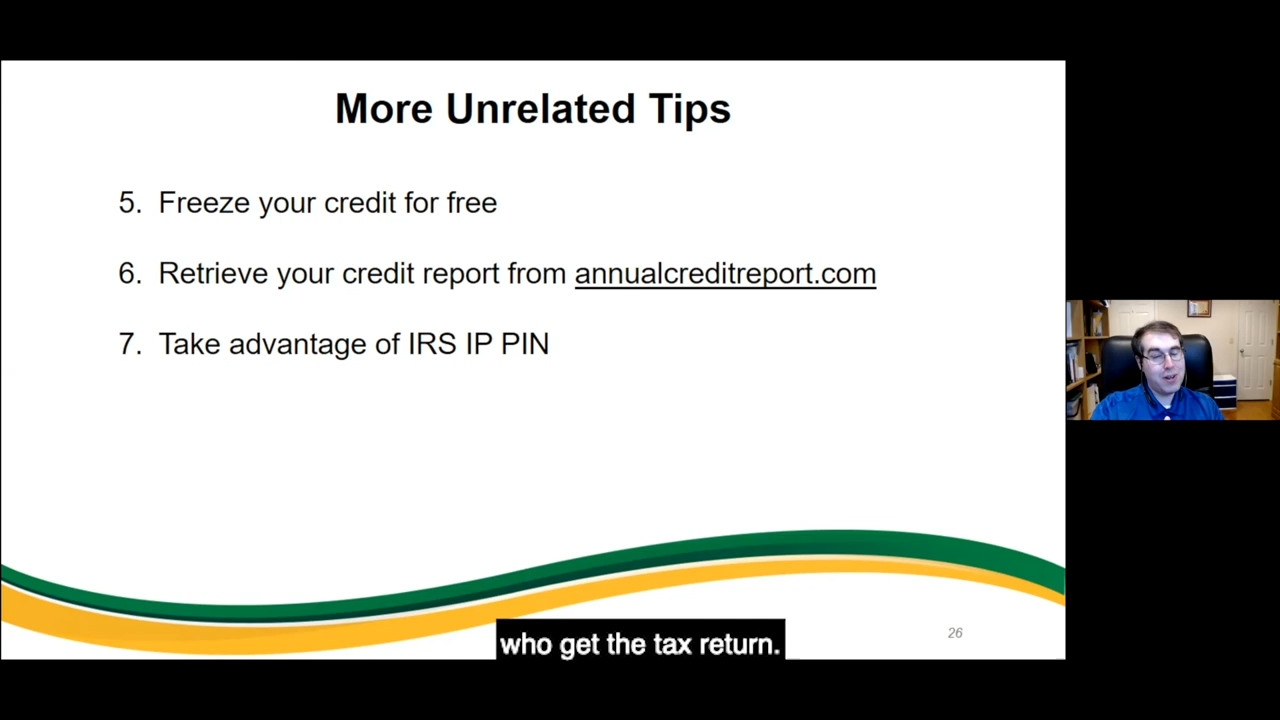 More Unrelated Tips
5. Freeze your credit for free
6. Retrieve your credit report from annualcreditreport.com
7. Take advantage of IRS IP PIN
26
who get the tax return.